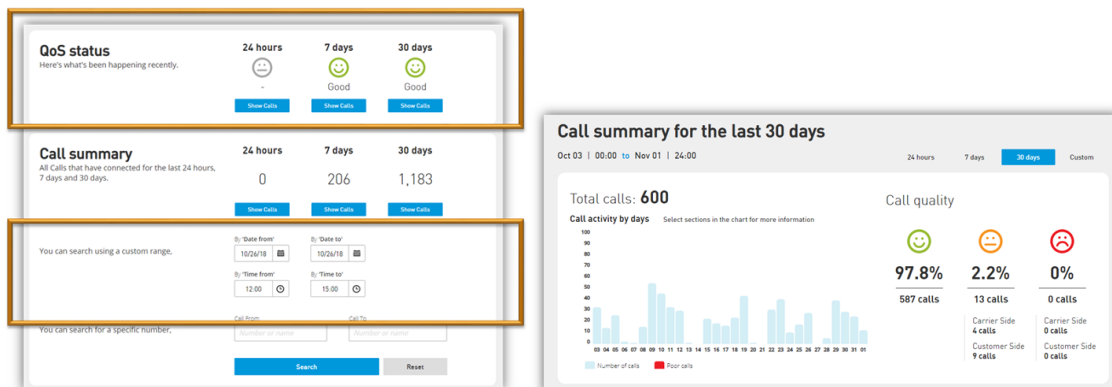 QoS status
Here's what's been happening recently.
24 hours 7 days 30 days
- Good Good
Show Calls Show Calls Show Calls
Call summary
All Calls that have connected for the last 24 hours,
7 days and 30 days.
24 hours 7 days 30 days
0 206 1,183
Show Calls Show Calls Show Calls
You can search using a custom range,
By 'Date from' By 'Date to'
10/26/18 10/26/18
By 'Time from' By 'Time to'
12:00 15:00
You can search for a specific number,
Call From Call To
Number or name Number or name
Search Reset
Call summary for the last 30 days
Oct 03 | 00:00 to Nov 01 | 24:00
24 hours 7 days 30 days Custom
Total calls: 600
Call activity by days Select sections in the chart for more information
100
90
80
70
60
50
40
30
20
10
0
03 04 05 06 07 08 09 10 11 12 13 14 15 16 17 18 19 20 21 22 23 24 25 26 27 28 29 30 31 01
Number of calls Poor calls
Call quality
97.8% 2.2% 0%
587 calls 13 calls 0 calls
Carrier Side Carrier Side
4 calls 0 calls
Customer Side Customer Side
9 calls 0 calls